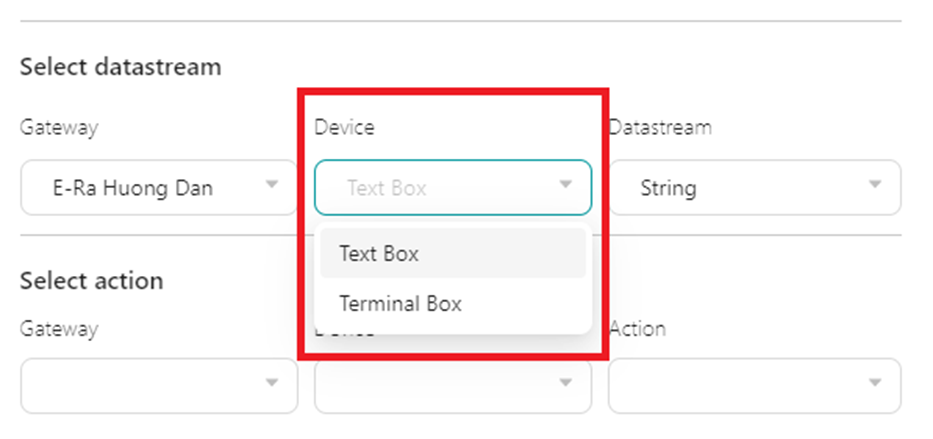 Select datastream
Gateway Device Datastream
E-Ra Huong Dan Text Box String
Text Box
Select action
Terminal Box
Gateway Action